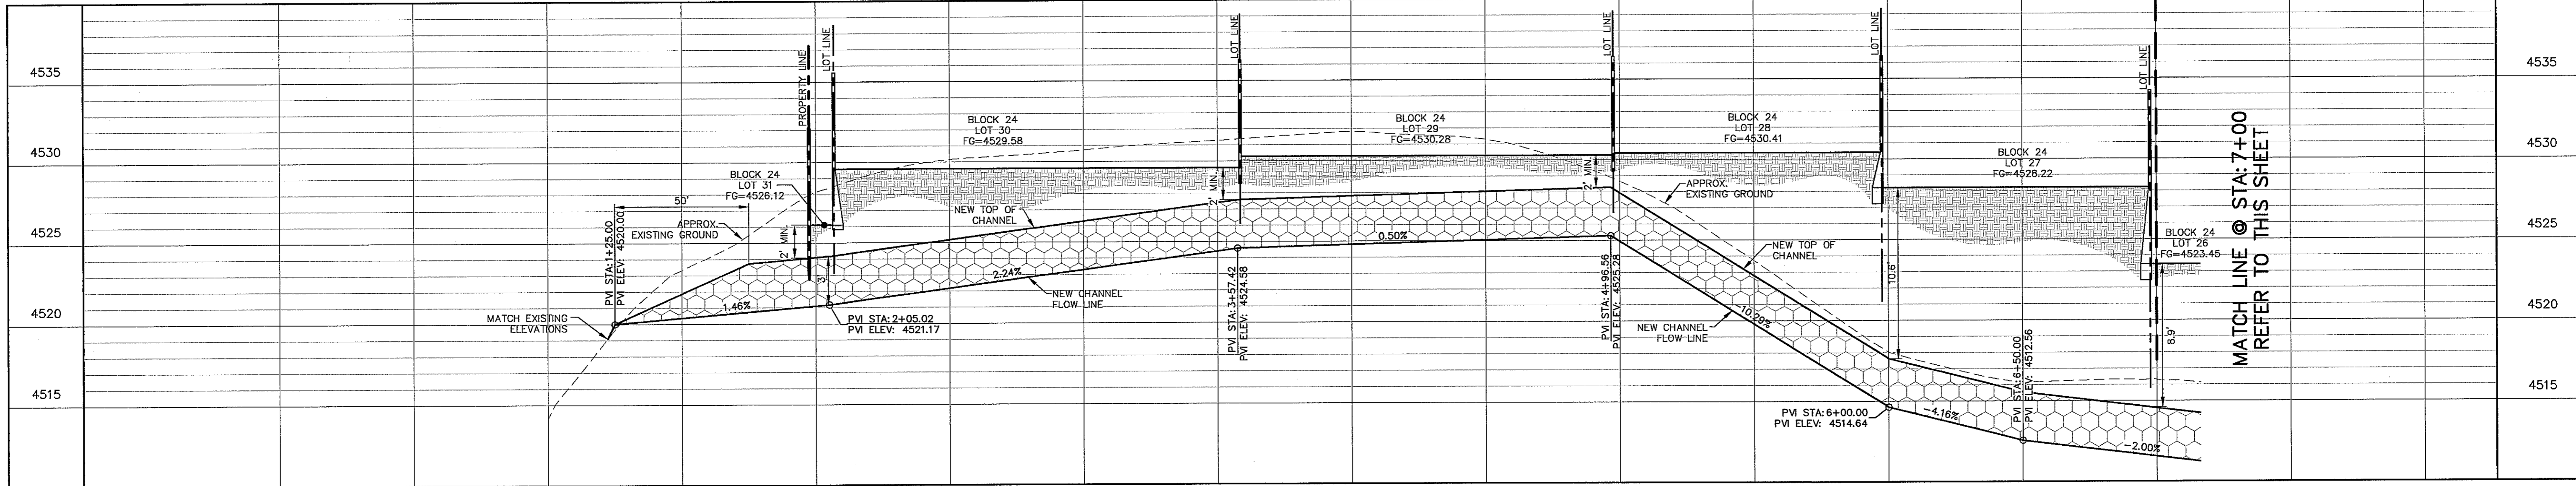 4535
4530
4525
4520
4515
PVI STA: 1+25.00
PVI ELEV: 4520.00
50'
APPROX.
EXISTING GROUND
MATCH EXISTING
ELEVATIONS
1.46%
PROPERTY LINE
LOT LINE
BLOCK 24
LOT 31
FG=4526.12
2' MIN.
3'
PVI STA: 2+05.02
PVI ELEV: 4521.17
BLOCK 24
LOT 30
FG=4529.58
NEW TOP OF
CHANNEL
2.24%
NEW CHANNEL
FLOW LINE
LOT LINE
2' MIN.
PVI STA: 3+57.42
PVI ELEV: 4524.58
BLOCK 24
LOT 29
FG=4530.28
0.50%
LOT LINE
2' MIN.
PVI STA: 4+96.56
PVI ELEV: 4525.28
BLOCK 24
LOT 28
FG=4530.41
APPROX.
EXISTING GROUND
NEW TOP OF
CHANNEL
-10.29%
NEW CHANNEL
FLOW LINE
LOT LINE
10.6'
PVI STA: 6+00.00
PVI ELEV: 4514.64
-4.16%
BLOCK 24
LOT 27
FG=4528.22
PVI STA: 6+50.00
PVI ELEV: 4512.56
LOT LINE
BLOCK 24
LOT 26
FG=4523.45
8.9'
-2.00%
MATCH LINE @ STA: 7+00
REFER TO THIS SHEET
4535
4530
4525
4520
4515